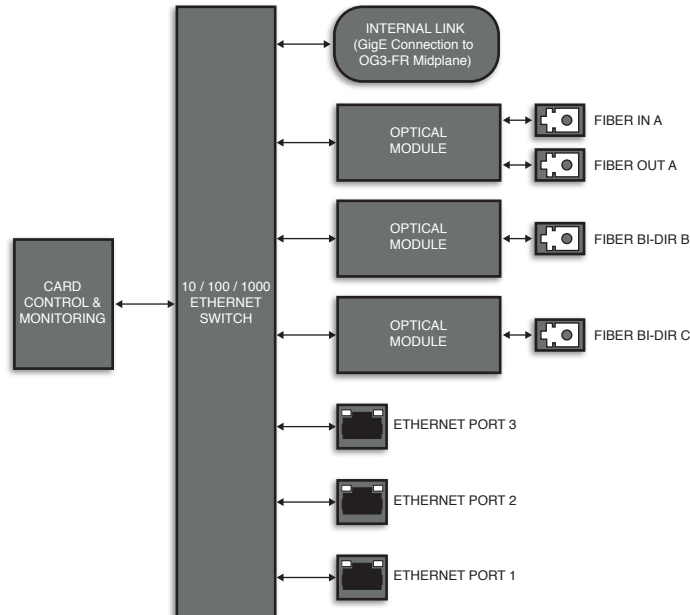 INTERNAL LINK
(GigE Connection to
OG3-FR Midplane)
OPTICAL
MODULE
FIBER IN A
FIBER OUT A
OPTICAL
MODULE
FIBER BI-DIR B
CARD
CONTROL &
MONITORING
10 / 100 / 1000
ETHERNET
SWITCH
OPTICAL
MODULE
FIBER BI-DIR C
ETHERNET PORT 3
ETHERNET PORT 2
ETHERNET PORT 1